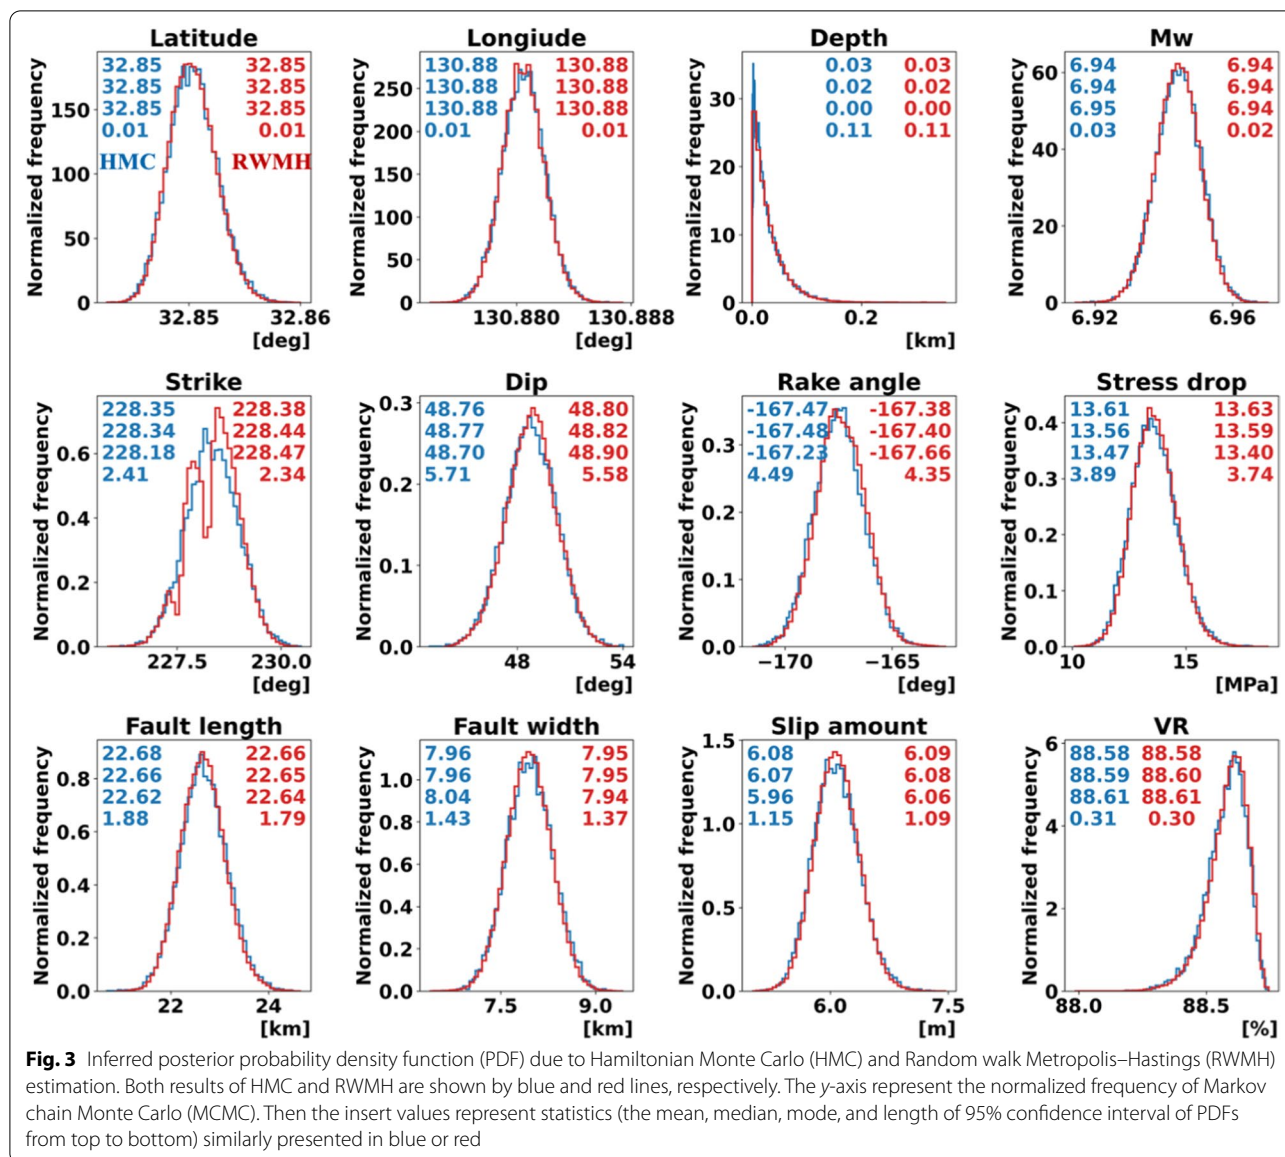 Latitude
Normalized frequency
150
100
50
0
32.85 32.85
32.85 32.85
32.85 32.85
0.01 0.01
HMC RWMH
32.85 32.86
[deg]
Longiude
Normalized frequency
250
200
150
100
50
0
130.88 130.88
130.88 130.88
130.88 130.88
0.01 0.01
130.880 130.888
[deg]
Depth
Normalized frequency
30
20
10
0
0.03 0.03
0.02 0.02
0.00 0.00
0.11 0.11
0.0 0.2
[km]
Mw
Normalized frequency
60
40
20
0
6.94 6.94
6.94 6.94
6.95 6.94
0.03 0.02
6.92 6.96
[deg]
Strike
Normalized frequency
0.6
0.4
0.2
0.0
228.35 228.38
228.34 228.44
228.18 228.47
2.41 2.34
227.5 230.0
[deg]
Dip
Normalized frequency
0.3
0.2
0.1
0.0
48.76 48.80
48.77 48.82
48.70 48.90
5.71 5.58
48 54
[deg]
Rake angle
Normalized frequency
0.3
0.2
0.1
0.0
-167.47 -167.38
-167.48 -167.40
-167.23 -167.66
4.49 4.35
−170 −165
[deg]
Stress drop
Normalized frequency
0.4
0.3
0.2
0.1
0.0
13.61 13.63
13.56 13.59
13.47 13.40
3.89 3.74
10 15
[MPa]
Fault length
Normalized frequency
0.8
0.6
0.4
0.2
0.0
22.68 22.66
22.66 22.65
22.62 22.64
1.88 1.79
22 24
[km]
Fault width
Normalized frequency
1.0
0.8
0.6
0.4
0.2
0.0
7.96 7.95
7.96 7.95
8.04 7.94
1.43 1.37
7.5 9.0
[km]
Slip amount
Normalized frequency
1.5
1.0
0.5
0.0
6.08 6.09
6.07 6.08
5.96 6.06
1.15 1.09
6.0 7.5
[m]
VR
Normalized frequency
6
4
2
0
88.58 88.58
88.59 88.60
88.61 88.61
0.31 0.30
88.0 88.5
[%]
Fig. 3 Inferred posterior probability density function (PDF) due to Hamiltonian Monte Carlo (HMC) and Random walk Metropolis–Hastings (RWMH)
estimation. Both results of HMC and RWMH are shown by blue and red lines, respectively. The y-axis represent the normalized frequency of Markov
chain Monte Carlo (MCMC). Then the insert values represent statistics (the mean, median, mode, and length of 95% confidence interval of PDFs
from top to bottom) similarly presented in blue or red